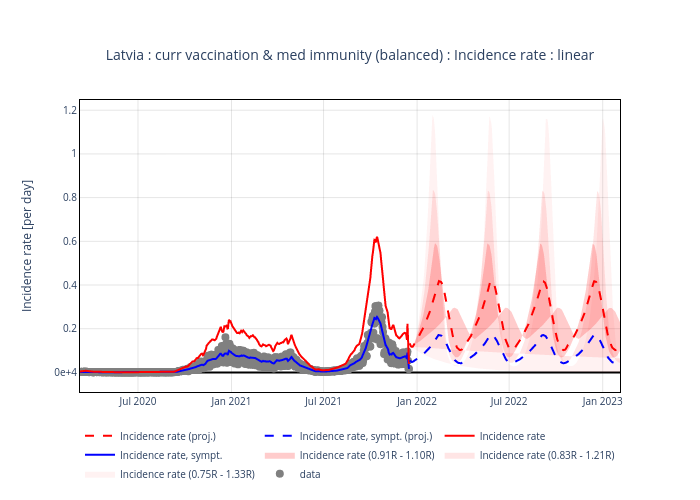 Latvia : curr vaccination & med immunity (balanced) : Incidence rate : linear
Incidence rate [per day]
1.2
1
0.8
0.6
0.4
0.2
0e+4
Jul 2020
Jan 2021
Jul 2021
Jan 2022
Jul 2022
Jan 2023
Incidence rate (proj.)
Incidence rate, sympt. (proj.)
Incidence rate
Incidence rate, sympt.
Incidence rate (0.91R - 1.10R)
Incidence rate (0.83R - 1.21R)
Incidence rate (0.75R - 1.33R)
data